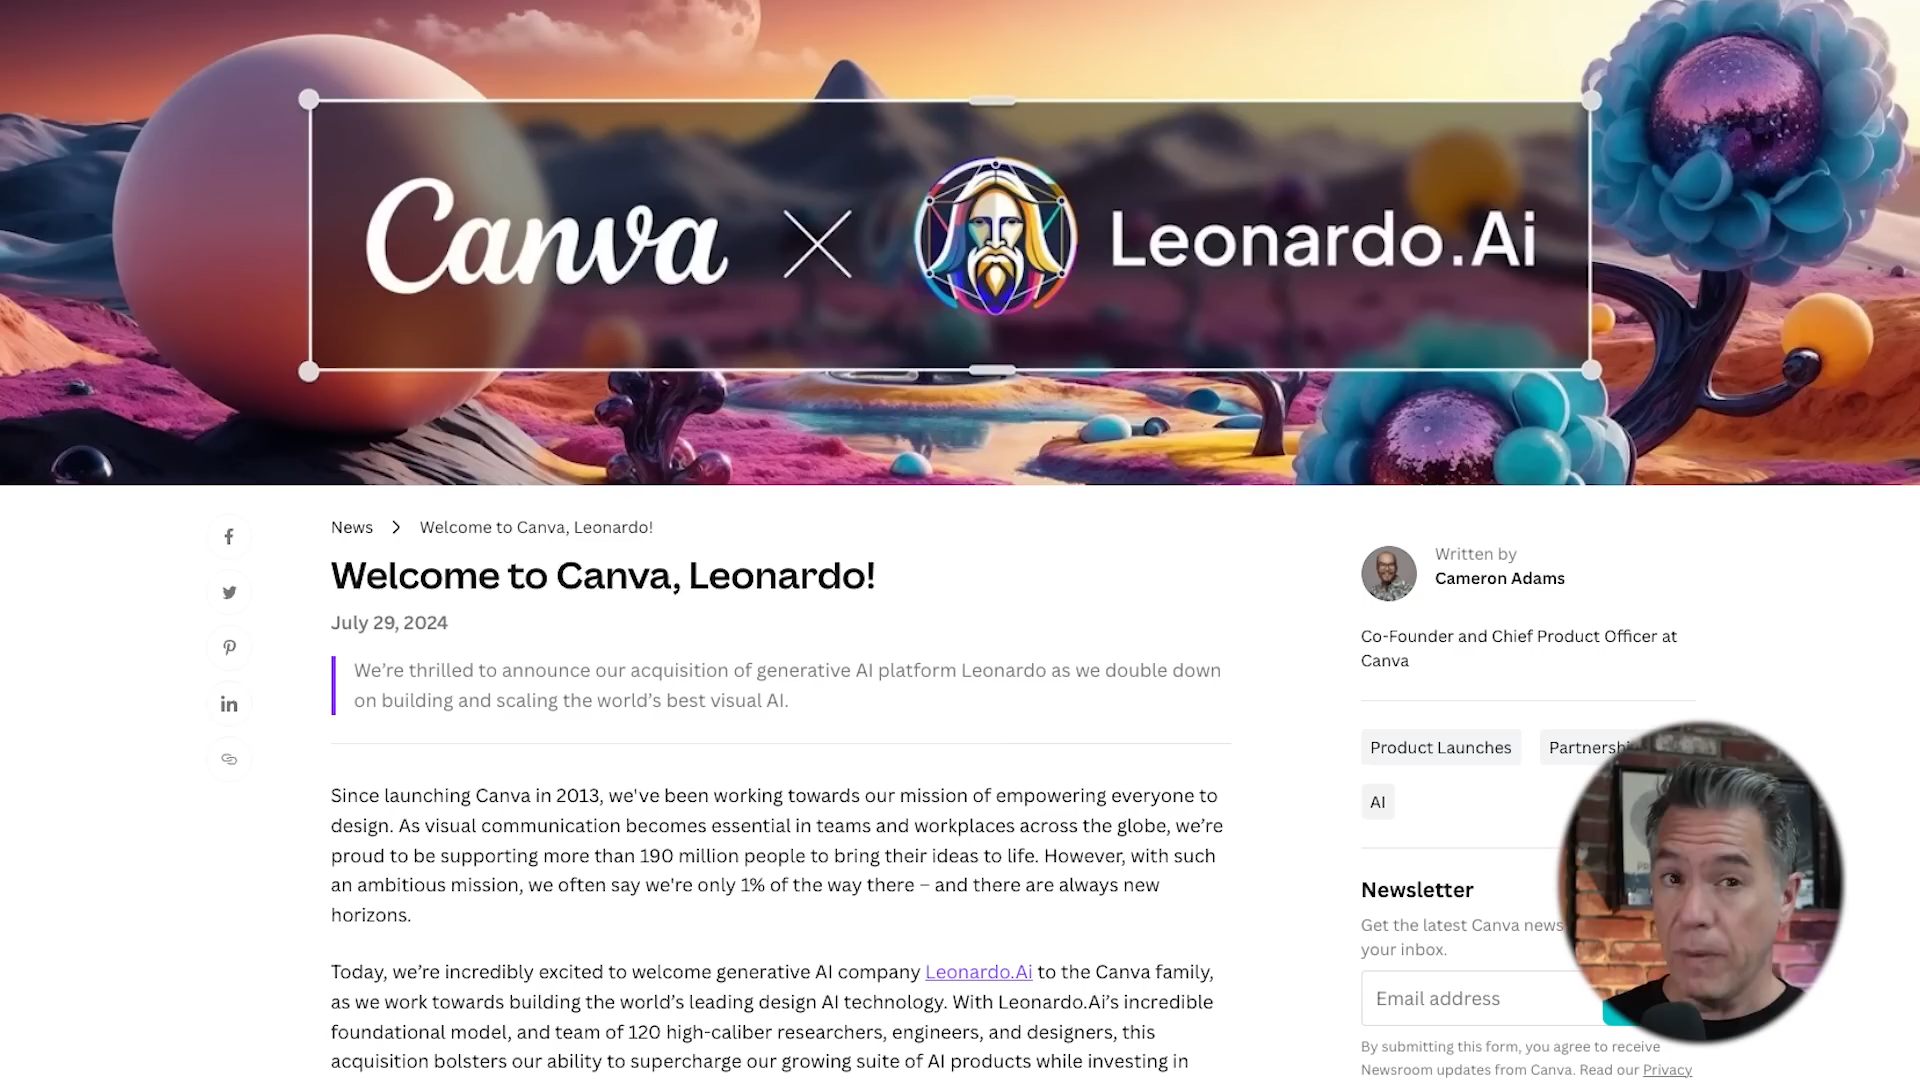 Canva
Leonardo.Ai
News
Welcome to Canva, Leonardo!
Welcome to Canva, Leonardo!
July 29, 2024
We’re thrilled to announce our acquisition of generative AI platform Leonardo as we double down
on building and scaling the world’s best visual AI.
Since launching Canva in 2013, we've been working towards our mission of empowering everyone to
design. As visual communication becomes essential in teams and workplaces across the globe, we’re
proud to be supporting more than 190 million people to bring their ideas to life. However, with such
an ambitious mission, we often say we're only 1% of the way there – and there are always new
horizons.
Today, we’re incredibly excited to welcome generative AI company Leonardo.Ai to the Canva family,
as we work towards building the world’s leading design AI technology. With Leonardo.Ai’s incredible
foundational model, and team of 120 high-caliber researchers, engineers, and designers, this
acquisition bolsters our ability to supercharge our growing suite of AI products while investing in
Written by
Cameron Adams
Co-Founder and Chief Product Officer at
Canva
Product Launches
AI
Newsletter
Get the latest Canva news
your inbox.
Email address
By submitting this form, you agree to receive
Newsroom updates from Canva. Read our Privacy